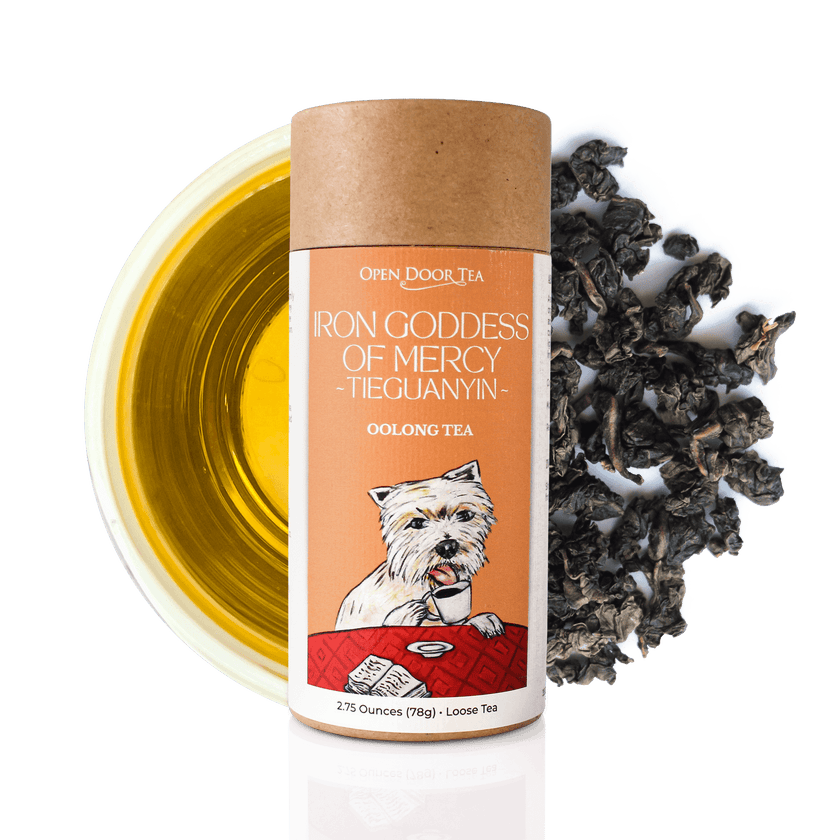 OPEN DOOR TEA
IRON GODDESS
OF MERCY
~TIEGUANYIN~
OOLONG TEA
2.75 Ounces (78g) • Loose Tea